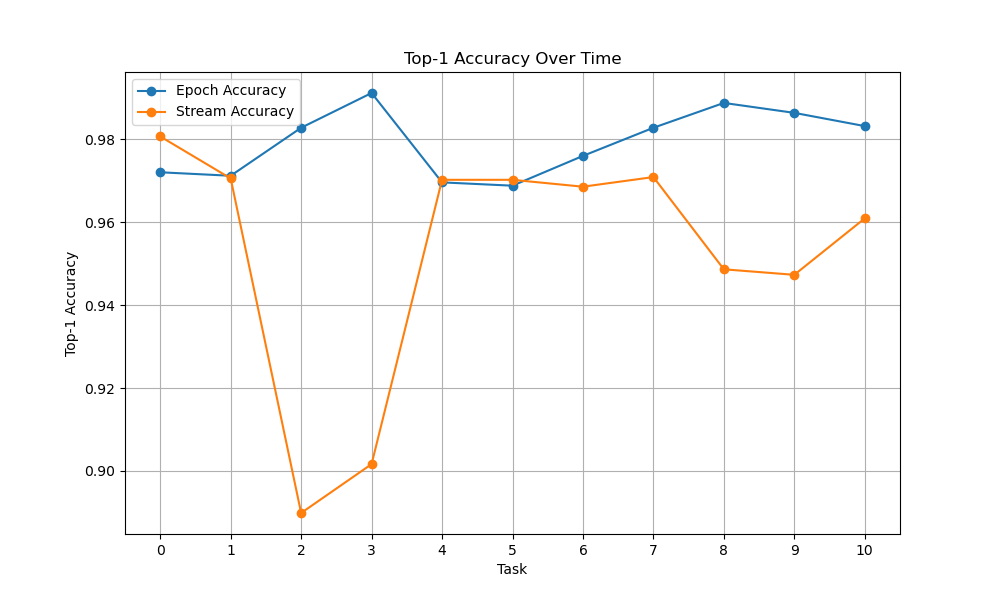 Top-1 Accuracy Over Time
Epoch Accuracy
Stream Accuracy
0.98
0.96
0.94
0.92
0.90
Top-1 Accuracy
0 1 2 3 4 5 6 7 8 9 10
Task